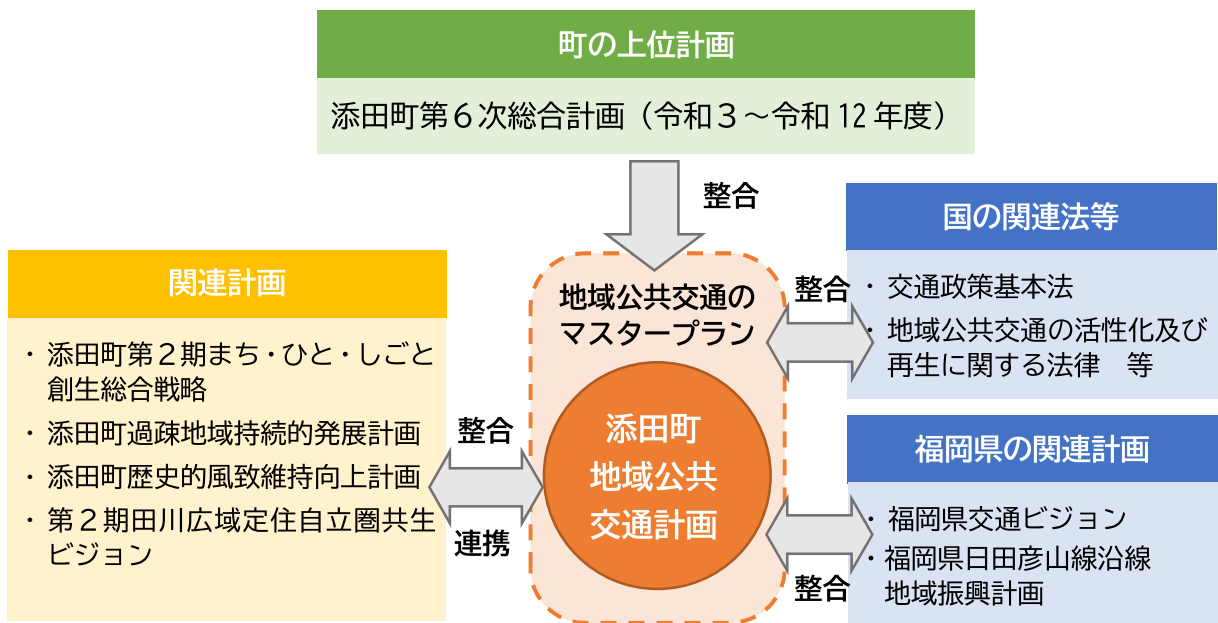 町の上位計画
添田町第６次総合計画（令和３～令和 12 年度）
整合
関連計画
・ 添田町第２期まち・ひと・しごと
創生総合戦略
・ 添田町過疎地域持続的発展計画
・ 添田町歴史的風致維持向上計画
・ 第２期田川広域定住自立圏共生
ビジョン
整合
連携
地域公共交通の
マスタープラン
添田町
地域公共
交通計画
整合
国の関連法等
・ 交通政策基本法
・ 地域公共交通の活性化及び
再生に関する法律　等
福岡県の関連計画
・ 福岡県交通ビジョン
・福岡県日田彦山線沿線
地域振興計画
整合